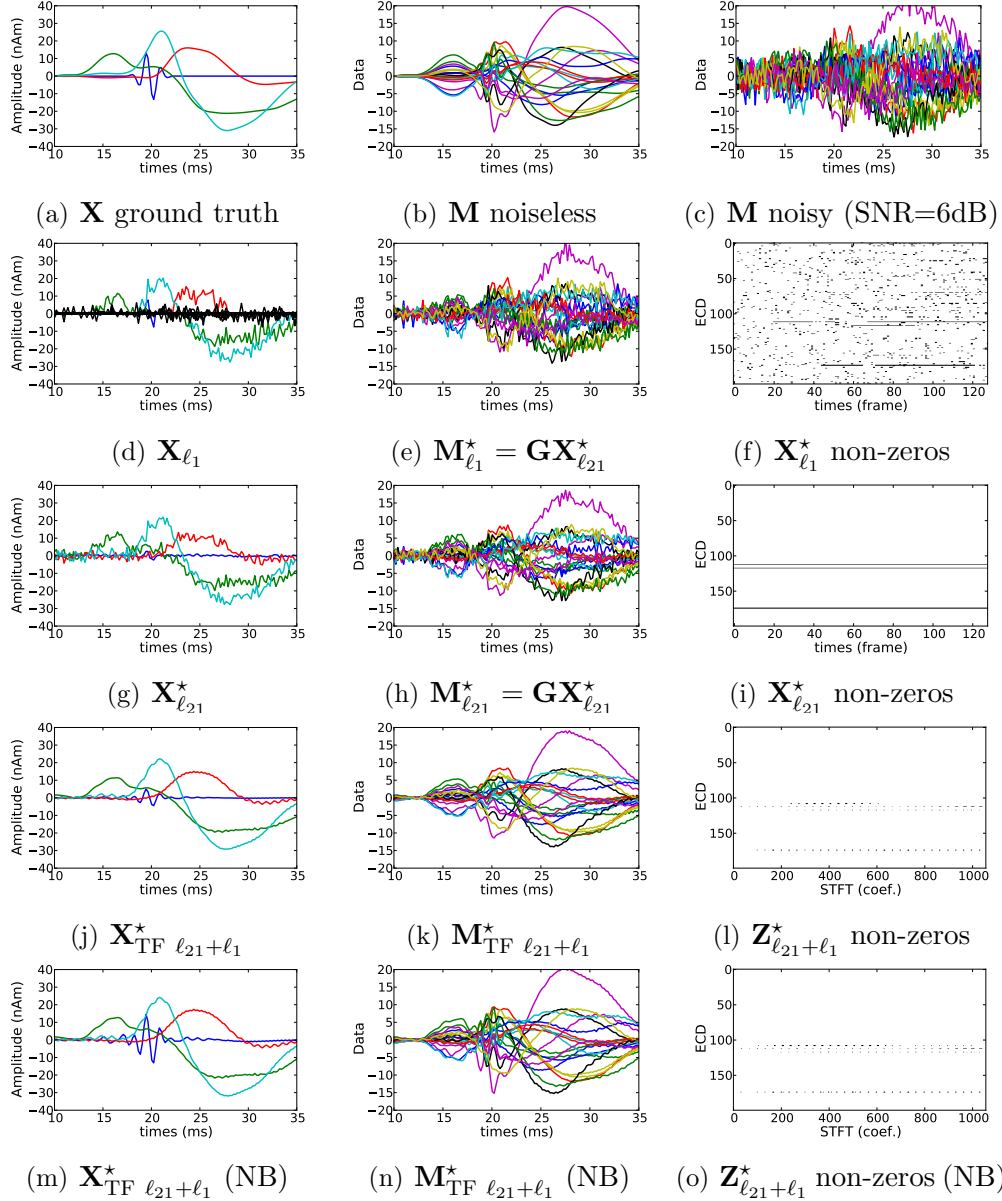 40
30
20
10
0
−10
−20
−30
−40
Amplitude (nAm)
10 15 20 25 30 35
times (ms)
(a) X ground truth
20
15
10
5
0
−5
−10
−15
−20
Data
10 15 20 25 30 35
times (ms)
(b) M noiseless
20
15
10
5
0
−5
−10
−15
−20
Data
10 15 20 25 30 35
times (ms)
(c) M noisy (SNR=6dB)
40
30
20
10
0
−10
−20
−30
−40
Amplitude (nAm)
10 15 20 25 30 35
times (ms)
(d) X_ℓ1
20
15
10
5
0
−5
−10
−15
−20
Data
10 15 20 25 30 35
times (ms)
(e) M⋆_ℓ1 = GX⋆_ℓ21
0
50
100
150
ECD
0 20 40 60 80 100 120
times (frame)
(f) X⋆_ℓ1 non-zeros
40
30
20
10
0
−10
−20
−30
−40
Amplitude (nAm)
10 15 20 25 30 35
times (ms)
(g) X⋆_ℓ21
20
15
10
5
0
−5
−10
−15
−20
Data
10 15 20 25 30 35
times (ms)
(h) M⋆_ℓ21 = GX⋆_ℓ21
0
50
100
150
ECD
0 20 40 60 80 100 120
times (frame)
(i) X⋆_ℓ21 non-zeros
40
30
20
10
0
−10
−20
−30
−40
Amplitude (nAm)
10 15 20 25 30 35
times (ms)
(j) X⋆_TF ℓ21+ℓ1
20
15
10
5
0
−5
−10
−15
−20
Data
10 15 20 25 30 35
times (ms)
(k) M⋆_TF ℓ21+ℓ1
0
50
100
150
ECD
0 200 400 600 800 1000
STFT (coef.)
(l) Z⋆_ℓ21+ℓ1 non-zeros
40
30
20
10
0
−10
−20
−30
−40
Amplitude (nAm)
10 15 20 25 30 35
times (ms)
(m) X⋆_TF ℓ21+ℓ1 (NB)
20
15
10
5
0
−5
−10
−15
−20
Data
10 15 20 25 30 35
times (ms)
(n) M⋆_TF ℓ21+ℓ1 (NB)
0
50
100
150
ECD
0 200 400 600 800 1000
STFT (coef.)
(o) Z⋆_ℓ21+ℓ1 non-zeros (NB)